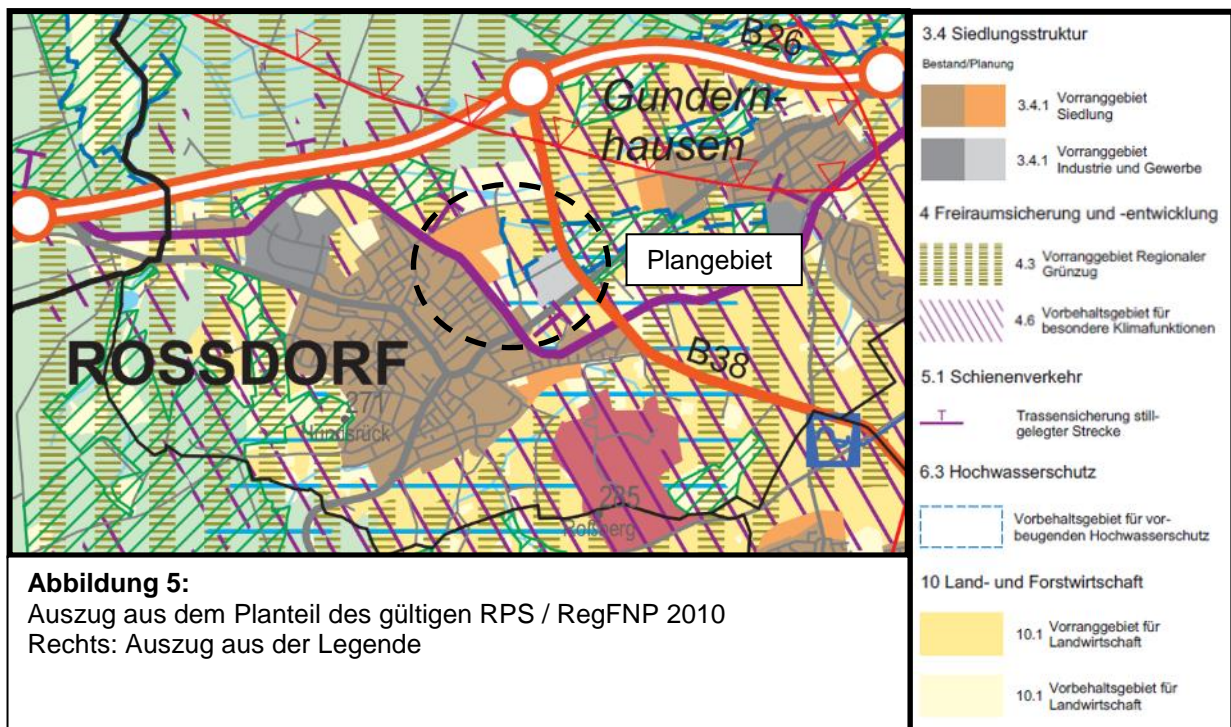 B26
Gundern-
hausen
Plangebiet
ROSSDORF
271
Hundsrück
B38
285
Roßberg
T
Abbildung 5:
Auszug aus dem Planteil des gültigen RPS / RegFNP 2010
Rechts: Auszug aus der Legende
3.4 Siedlungsstruktur
Bestand/Planung
3.4.1 Vorranggebiet
Siedlung
3.4.1 Vorranggebiet
Industrie und Gewerbe
4 Freiraumsicherung und -entwicklung
4.3 Vorranggebiet Regionaler
Grünzug
4.6 Vorbehaltsgebiet für
besondere Klimafunktionen
5.1 Schienenverkehr
T Trassensicherung still-
gelegter Strecke
6.3 Hochwasserschutz
Vorbehaltsgebiet für vor-
beugenden Hochwasserschutz
10 Land- und Forstwirtschaft
10.1 Vorranggebiet für
Landwirtschaft
10.1 Vorbehaltsgebiet für
Landwirtschaft